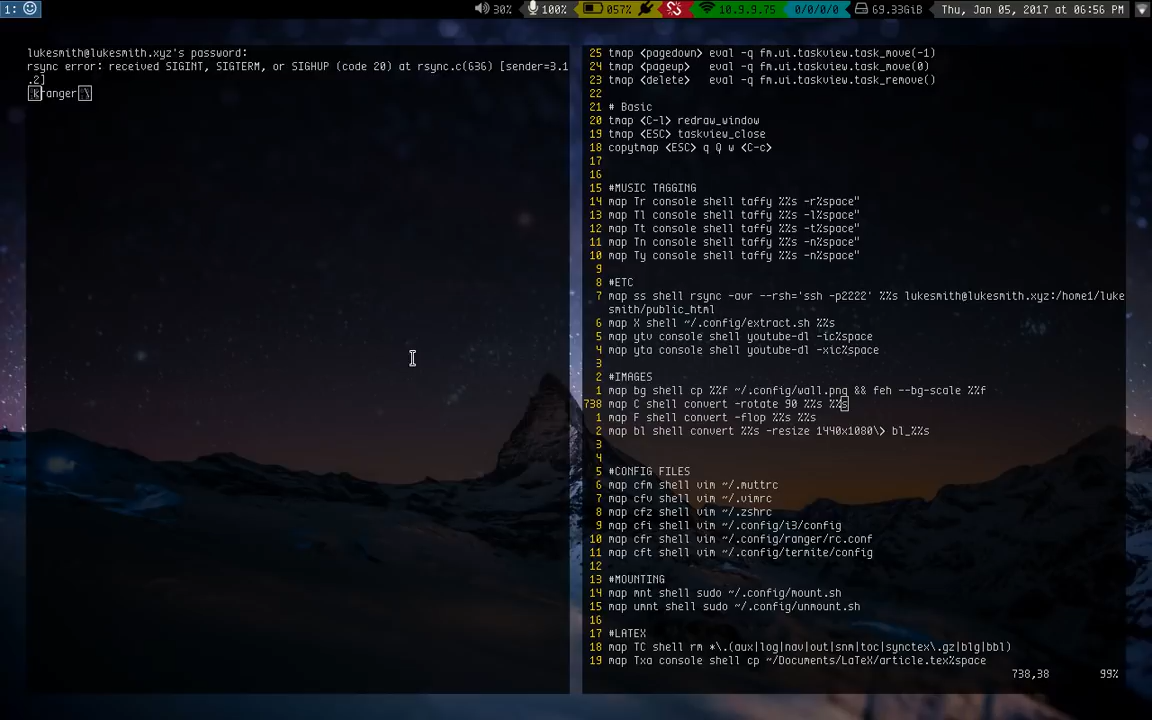 1: 30% 100% 057% 10.9.9.75 0/0/0/0 69.33GiB Thu, Jan 05, 2017 at 06:56 PM
lukesmith@lukesmith.xyz's password:
rsync error: received SIGINT, SIGTERM, or SIGHUP (code 20) at rsync.c(636) [sender=3.1
.2]
:kranger:\
25 tmap <pagedown> eval -q fm.ui.taskview.task_move(-1)
24 tmap <pageup> eval -q fm.ui.taskview.task_move(0)
23 tmap <delete> eval -q fm.ui.taskview.task_remove()
22
21 # Basic
20 tmap <C-l> redraw_window
19 tmap <ESC> taskview_close
18 copytmap <ESC> q Q w <C-c>
17
16
15 #MUSIC TAGGING
14 map Tr console shell taffy %%s -r%space"
13 map Tl console shell taffy %%s -l%space"
12 map Tt console shell taffy %%s -t%space"
11 map Tn console shell taffy %%s -n%space"
10 map Ty console shell taffy %%s -n%space"
9
8 #ETC
7 map ss shell rsync -avr --rsh='ssh -p2222' %%s lukesmith@lukesmith.xyz:/home1/luke
smith/public_html
6 map X shell ~/.config/extract.sh %%s
5 map ytv console shell youtube-dl -ic%space
4 map yta console shell youtube-dl -xic%space
3
2 #IMAGES
1 map bg shell cp %%f ~/.config/wall.png && feh --bg-scale %%f
738 map C shell convert -rotate 90 %%s %%s
1 map F shell convert -flop %%s %%s
2 map bl shell convert %%s -resize 1440x1080\> bl_%%s
3
4
5 #CONFIG FILES
6 map cfm shell vim ~/.muttrc
7 map cfv shell vim ~/.vimrc
8 map cfz shell vim ~/.zshrc
9 map cfi shell vim ~/.config/i3/config
10 map cfr shell vim ~/.config/ranger/rc.conf
11 map cft shell vim ~/.config/termite/config
12
13 #MOUNTING
14 map mnt shell sudo ~/.config/mount.sh
15 map umnt shell sudo ~/.config/unmount.sh
16
17 #LATEX
18 map TC shell rm *\.(aux|log|nav|out|snm|toc|synctex\.gz|blg|bbl)
19 map Txa console shell cp ~/Documents/LaTeX/article.tex%space
738,38 99%